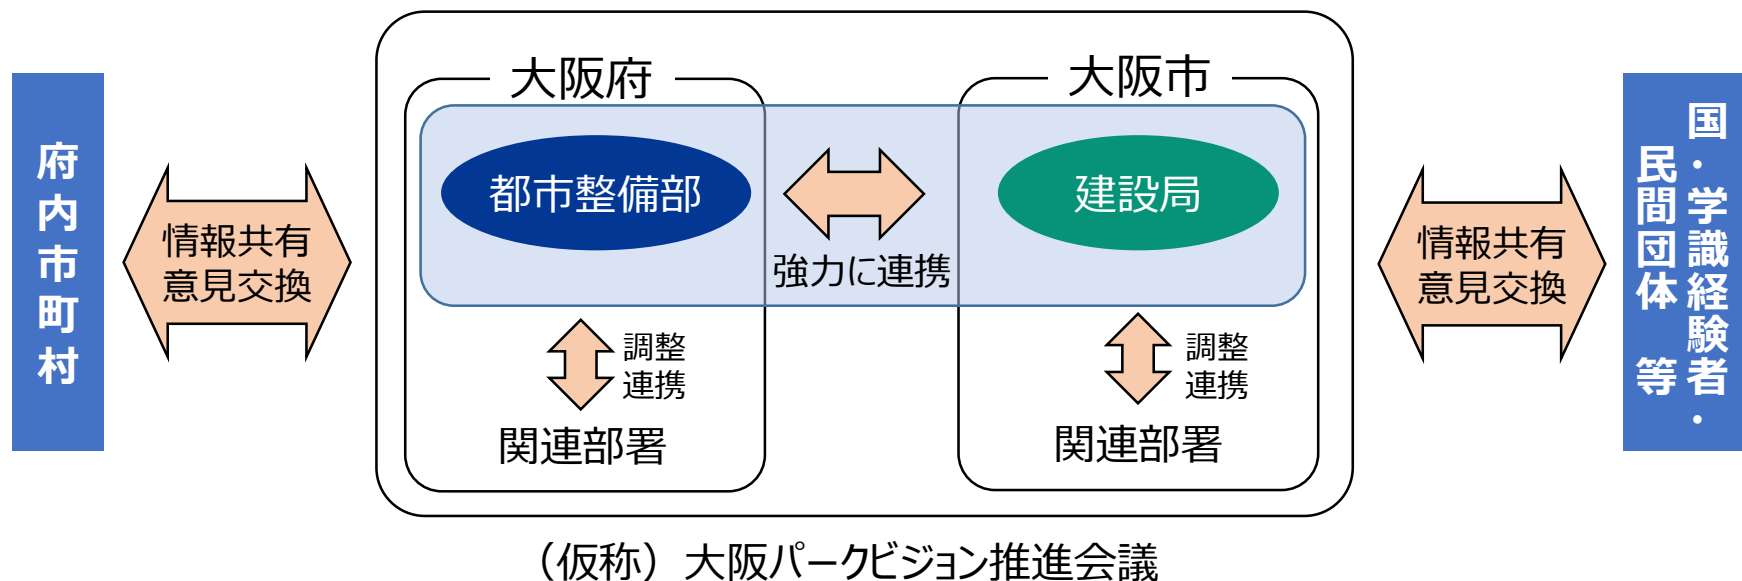 府内市町村
情報共有
意見交換
大阪府
都市整備部
強力に連携
大阪市
建設局
調整
連携
関連部署
調整
連携
関連部署
情報共有
意見交換
国・学識経験者・
民間団体　等
（仮称）大阪パークビジョン推進会議